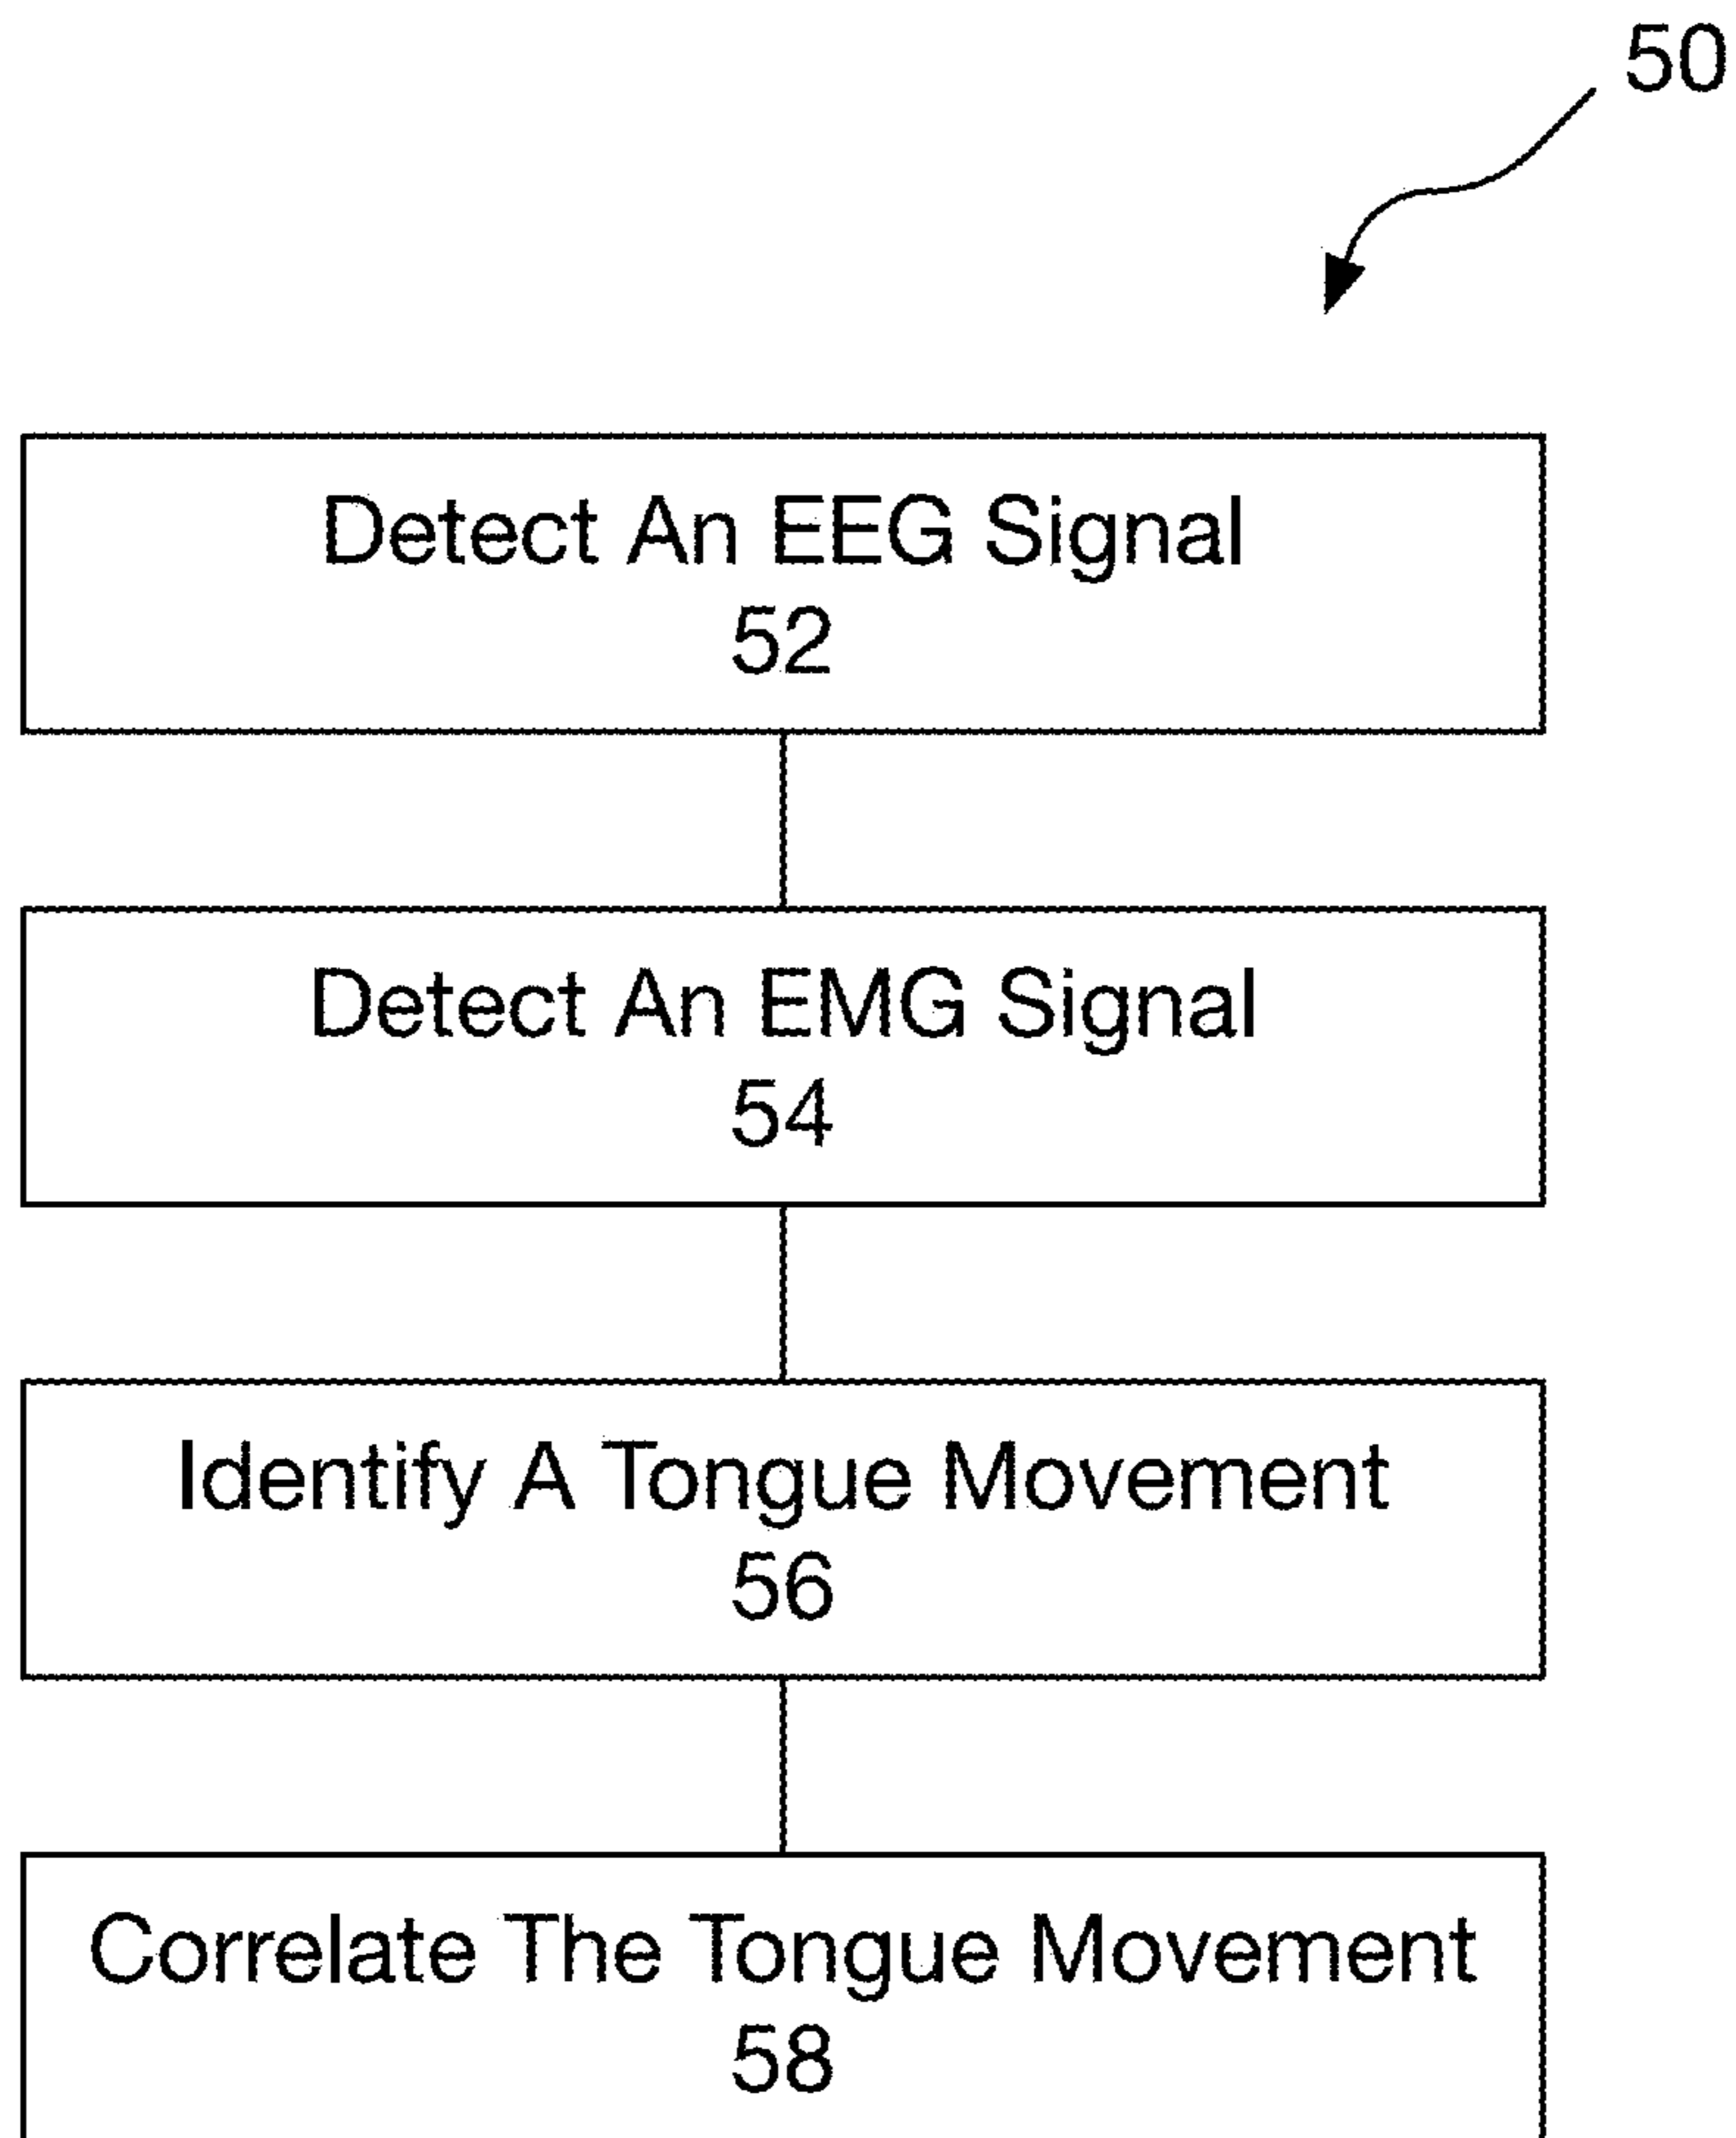 50
Detect An EEG Signal
52
Detect An EMG Signal
54
Identify A Tongue Movement
56
Correlate The Tongue Movement
58